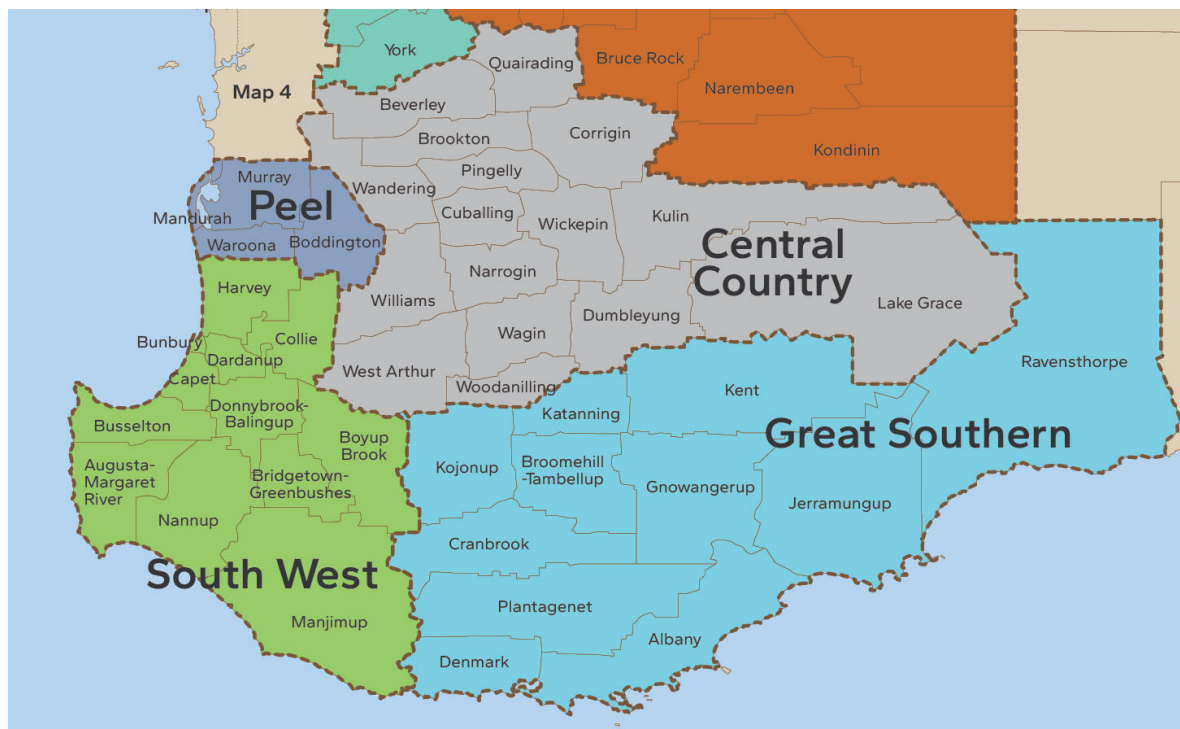 York
Quairading
Bruce Rock
Narembeen
Map 4
Beverley
Brookton
Corrigin
Kondinin
Pingelly
Murray
Wandering
Peel
Mandurah
Cuballing
Wickepin
Kulin
Waroona
Boddington
Central
Country
Narrogin
Harvey
Williams
Lake Grace
Dumbleyung
Wagin
Collie
Bunbury
Dardanup
Ravensthorpe
West Arthur
Capet
Woodanilling
Kent
Donnybrook-
Balingup
Katanning
Busselton
Great Southern
Boyup
Brook
Augusta-
Margaret
River
Kojonup
Broomehill
-Tambellup
Bridgetown-
Greenbushes
Gnowangerup
Jerramungup
Nannup
Cranbrook
South West
Plantagenet
Manjimup
Albany
Denmark